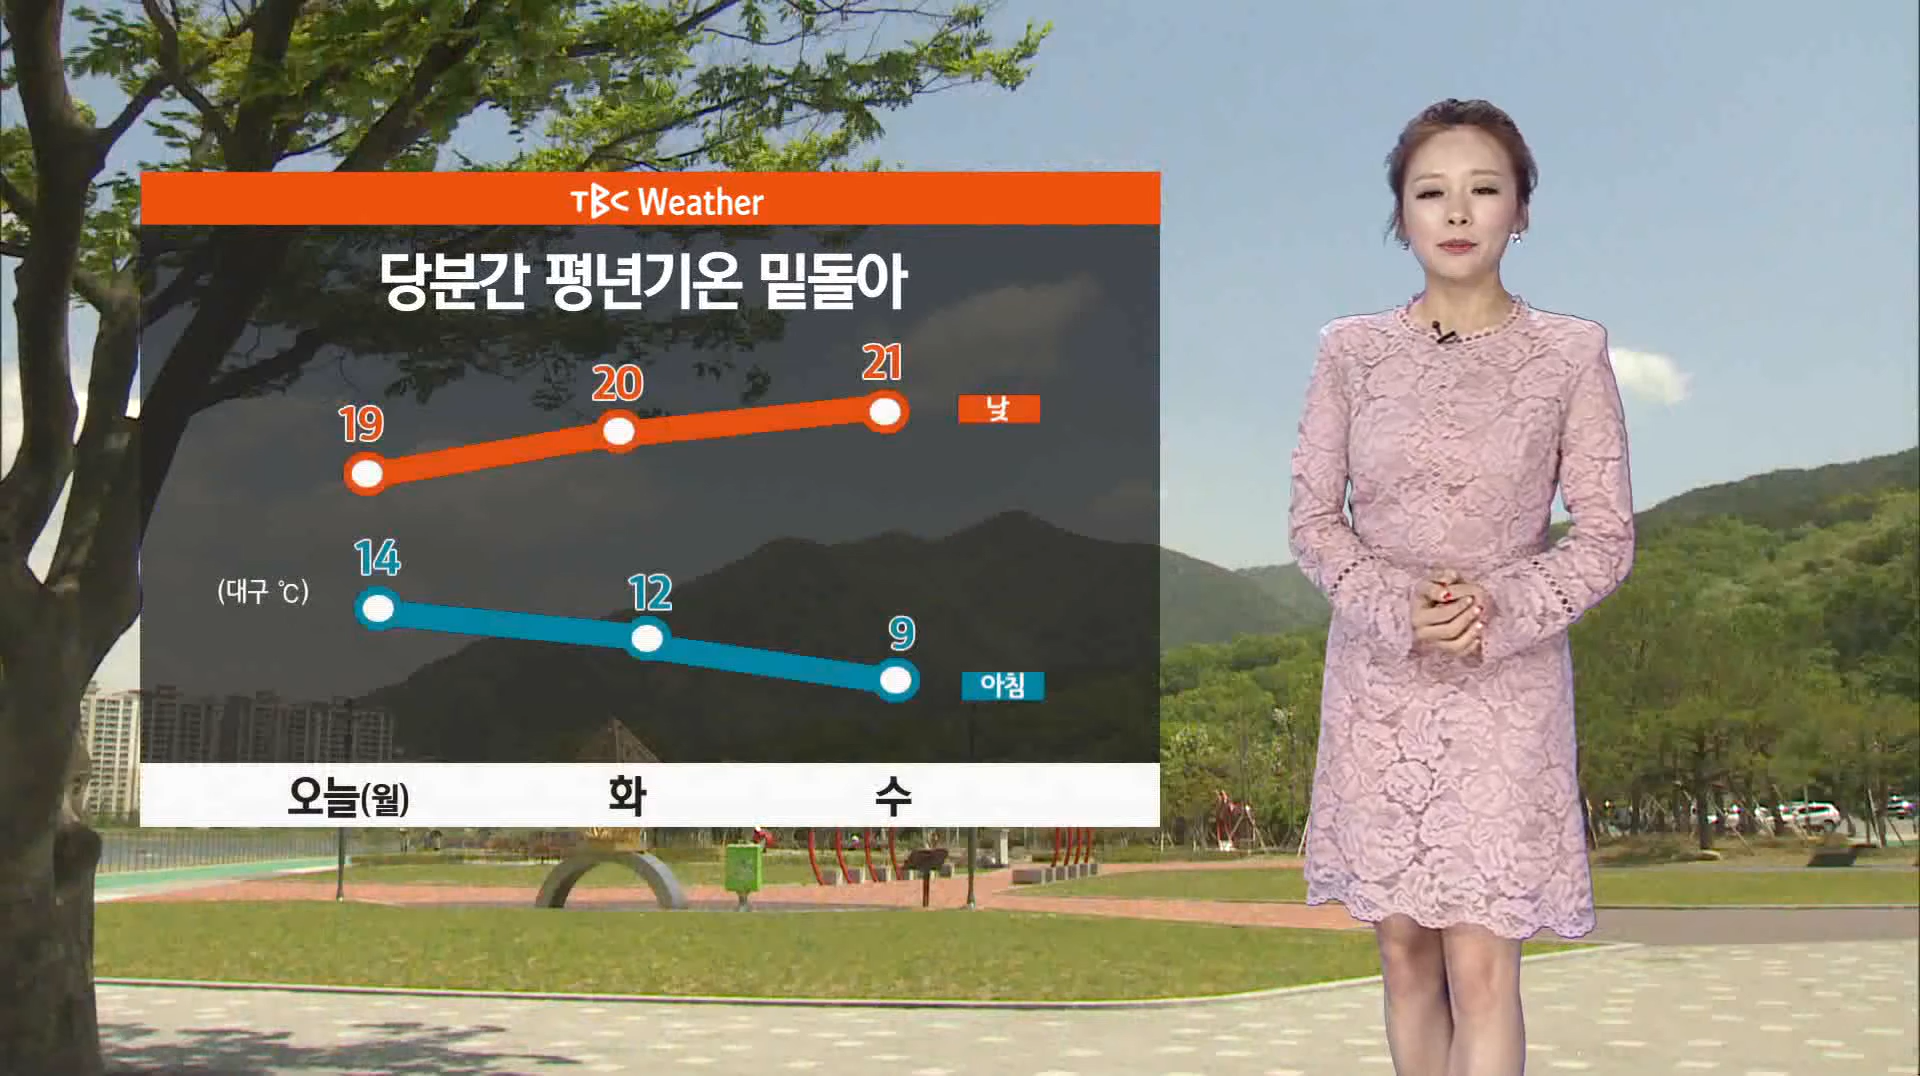 TBC Weather
당분간 평년기온 밑돌아
19 20 21
낮
14 12 9
(대구 ℃)
아침
오늘(월) 화 수